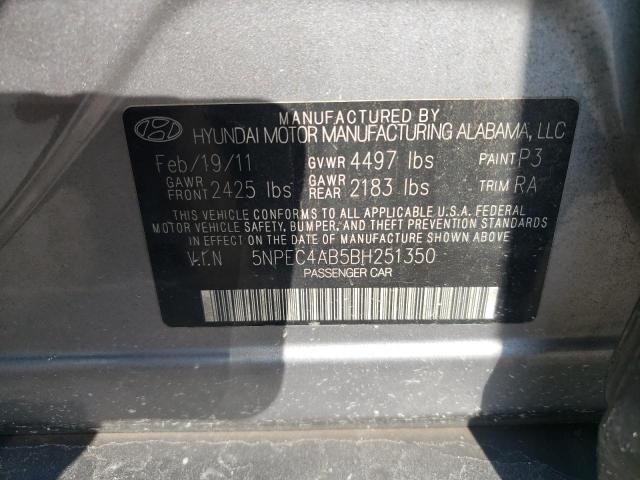 MANUFACTURED BY
HYUNDAI MOTOR MANUFACTURING ALABAMA, LLC
Feb/19/11 GVWR 4497 lbs PAINT P3
GAWR FRONT 2425 lbs GAWR REAR 2183 lbs TRIM RA
THIS VEHICLE CONFORMS TO ALL APPLICABLE U.S.A. FEDERAL
MOTOR VEHICLE SAFETY, BUMPER, AND THEFT PREVENTION STANDARDS
IN EFFECT ON THE DATE OF MANUFACTURE SHOWN ABOVE.
V.I.N 5NPEC4AB5BH251350
PASSENGER CAR